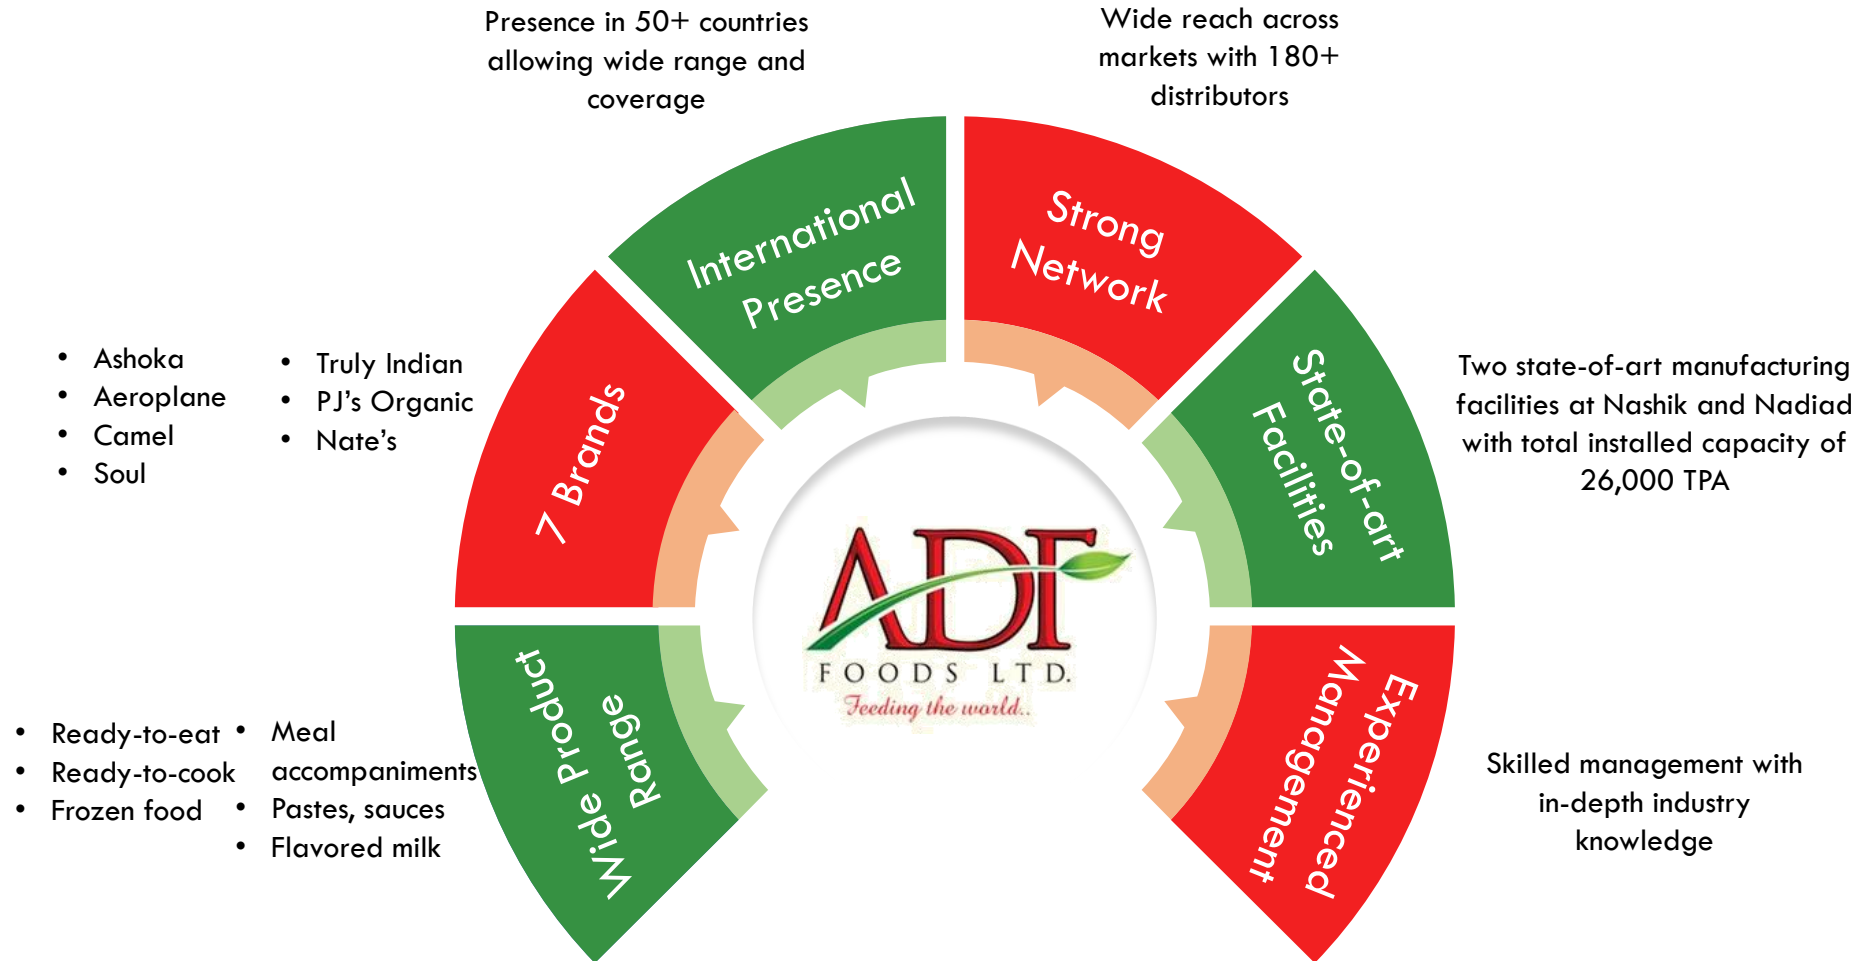 Presence in 50+ countries
allowing wide range and
coverage
Wide reach across
markets with 180+
distributors
International
Presence
Strong
Network
• Ashoka
• Aeroplane
• Camel
• Soul
• Truly Indian
• PJ's Organic
• Nate's
7 Brands
State-of-art
Facilities
Two state-of-art manufacturing
facilities at Nashik and Nadiad
with total installed capacity of
26,000 TPA
ADF
FOODS LTD.
Feeding the world..
• Ready-to-eat
• Ready-to-cook
• Frozen food
• Meal
accompaniments
• Pastes, sauces
• Flavored milk
Wide Product
Range
Experienced
Management
Skilled management with
in-depth industry
knowledge